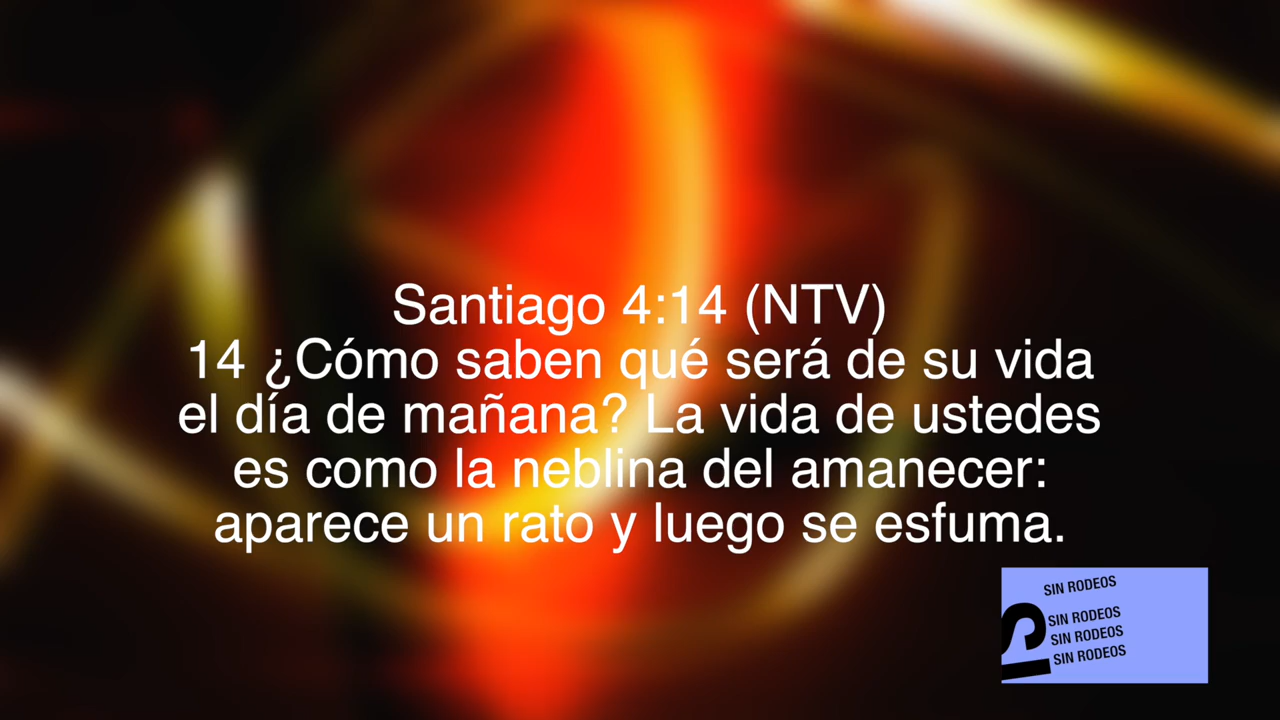 Santiago 4:14 (NTV)
14 ¿Cómo saben qué será de su vida
el día de mañana? La vida de ustedes
es como la neblina del amanecer:
aparece un rato y luego se esfuma.
SIN RODEOS
SIN RODEOS
SIN RODEOS
SIN RODEOS